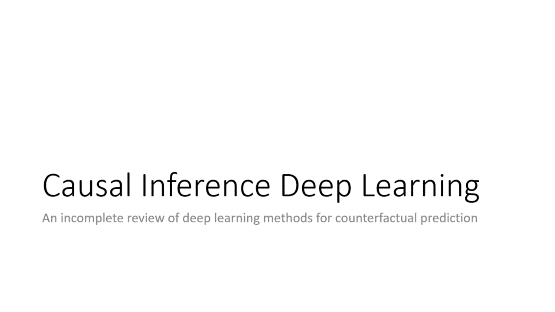 Causal Inference Deep Learning
An incomplete review of deep learning methods for counterfactual prediction